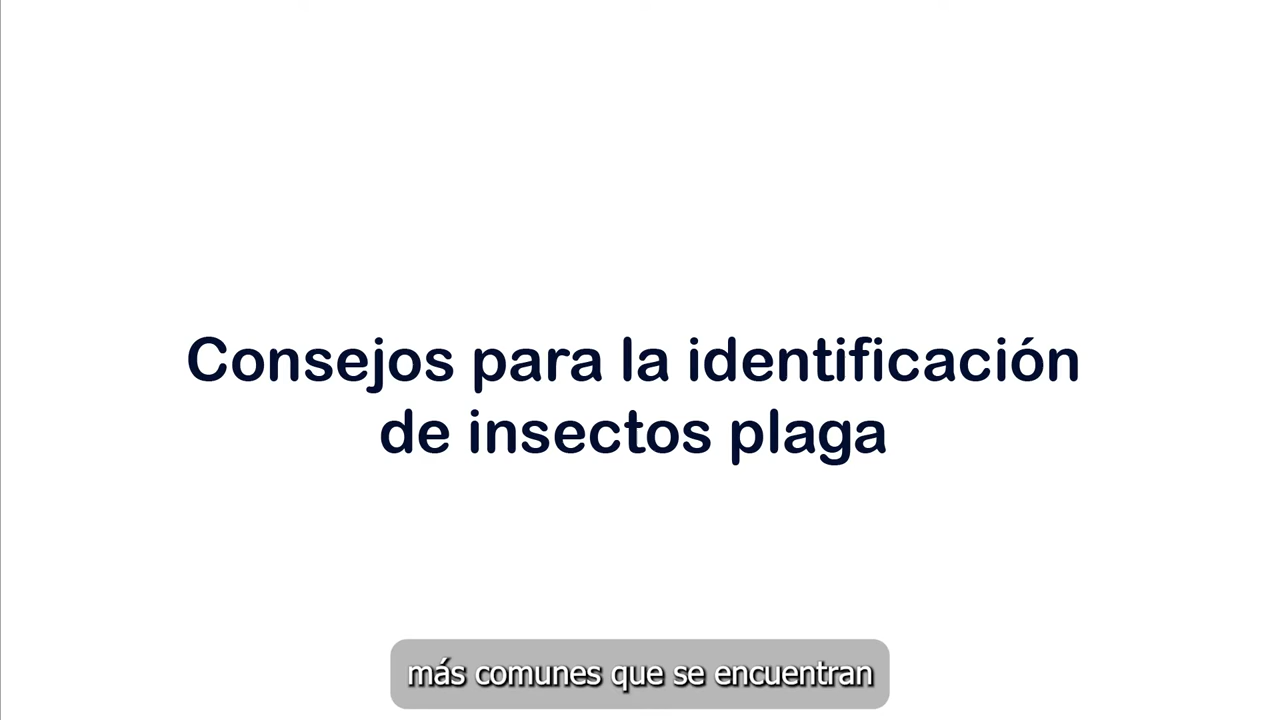 Consejos para la identificación
de insectos plaga
más comunes que se encuentran